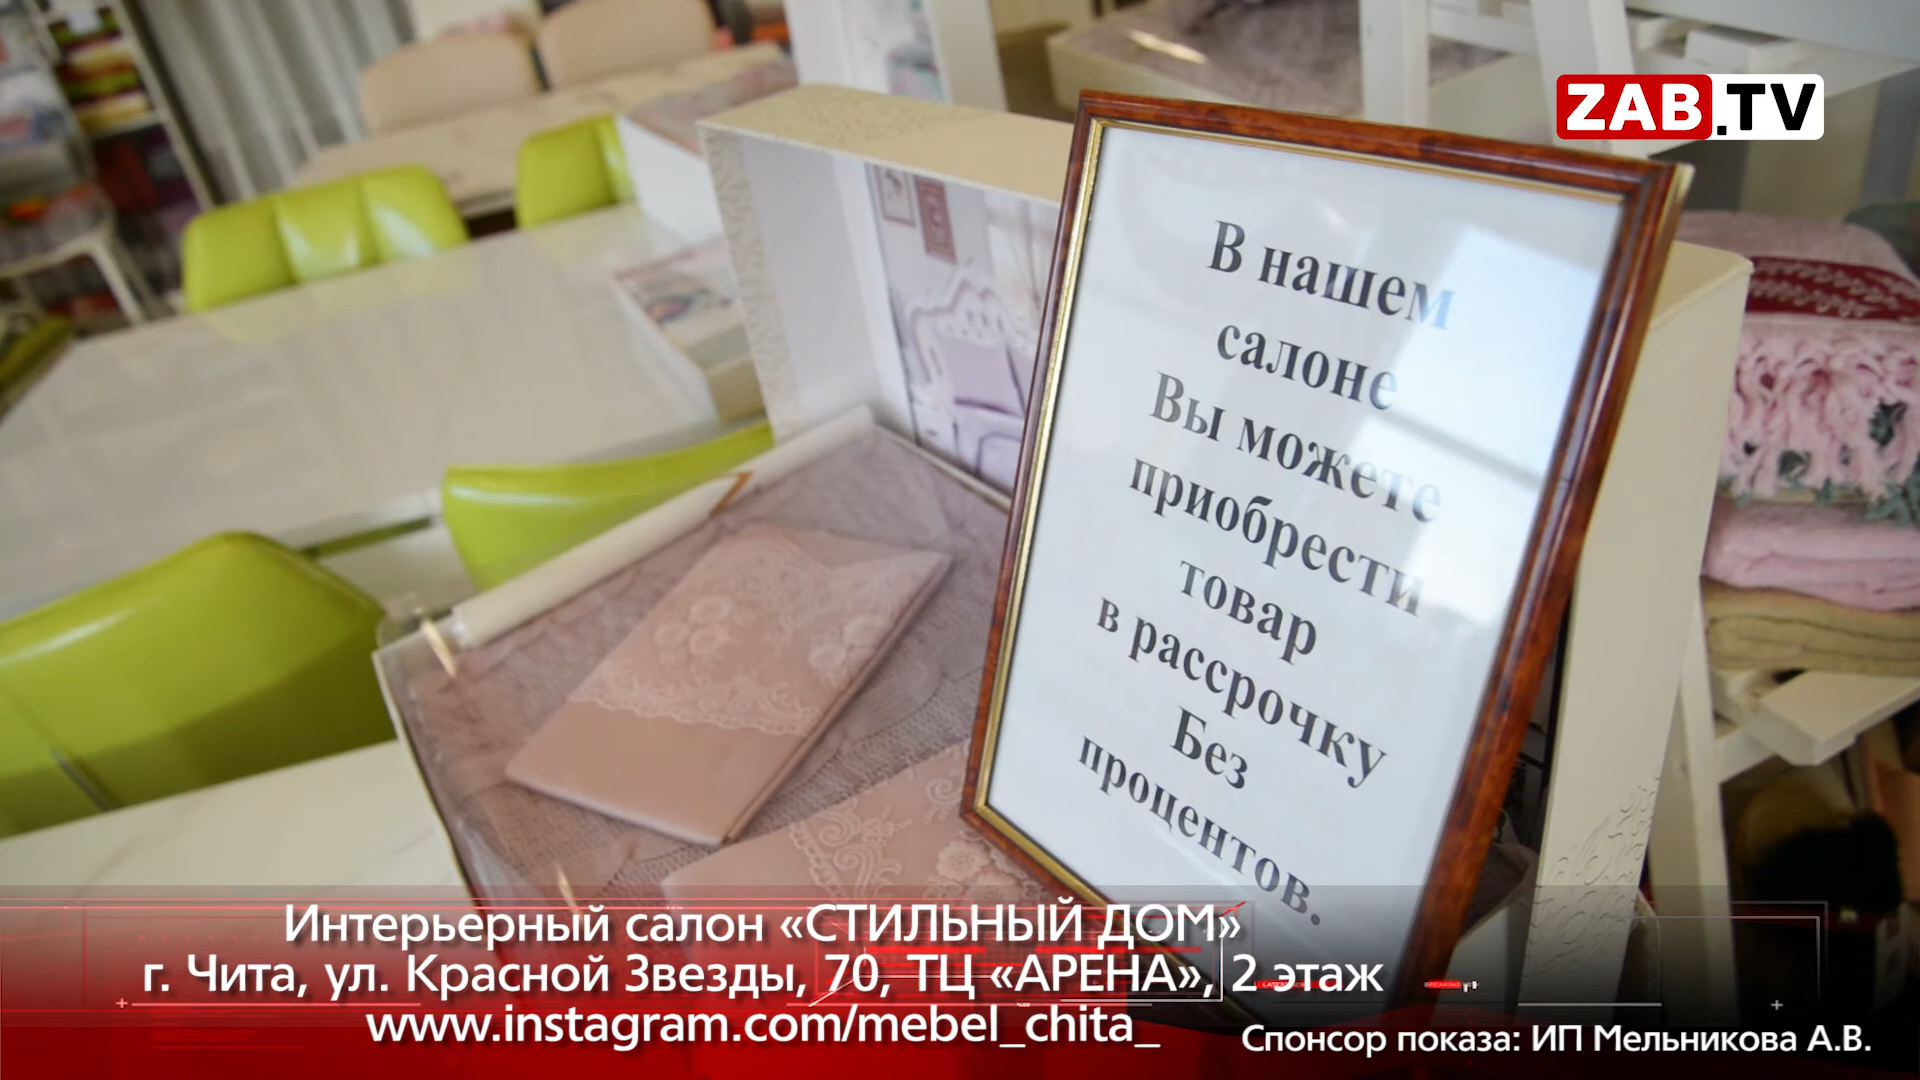 ZAB.TV
В нашем
салоне
Вы можете
приобрести
товар
в рассрочку
Без
процентов.
Интерьерный салон «СТИЛЬНЫЙ ДОМ»
г. Чита, ул. Красной Звезды, 70, ТЦ «АРЕНА», 2 этаж
www.instagram.com/mebel_chita_
Спонсор показа: ИП Мельникова А.В.